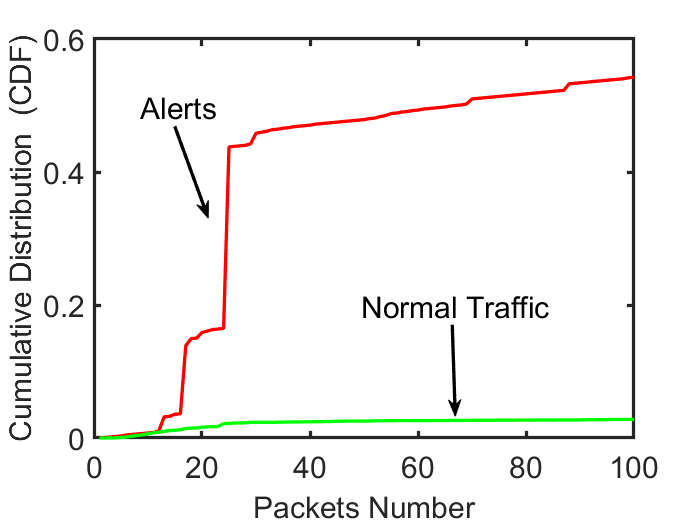 Cumulative Distribution (CDF)
0.6
0.4
0.2
0
Alerts
Normal Traffic
0 20 40 60 80 100
Packets Number